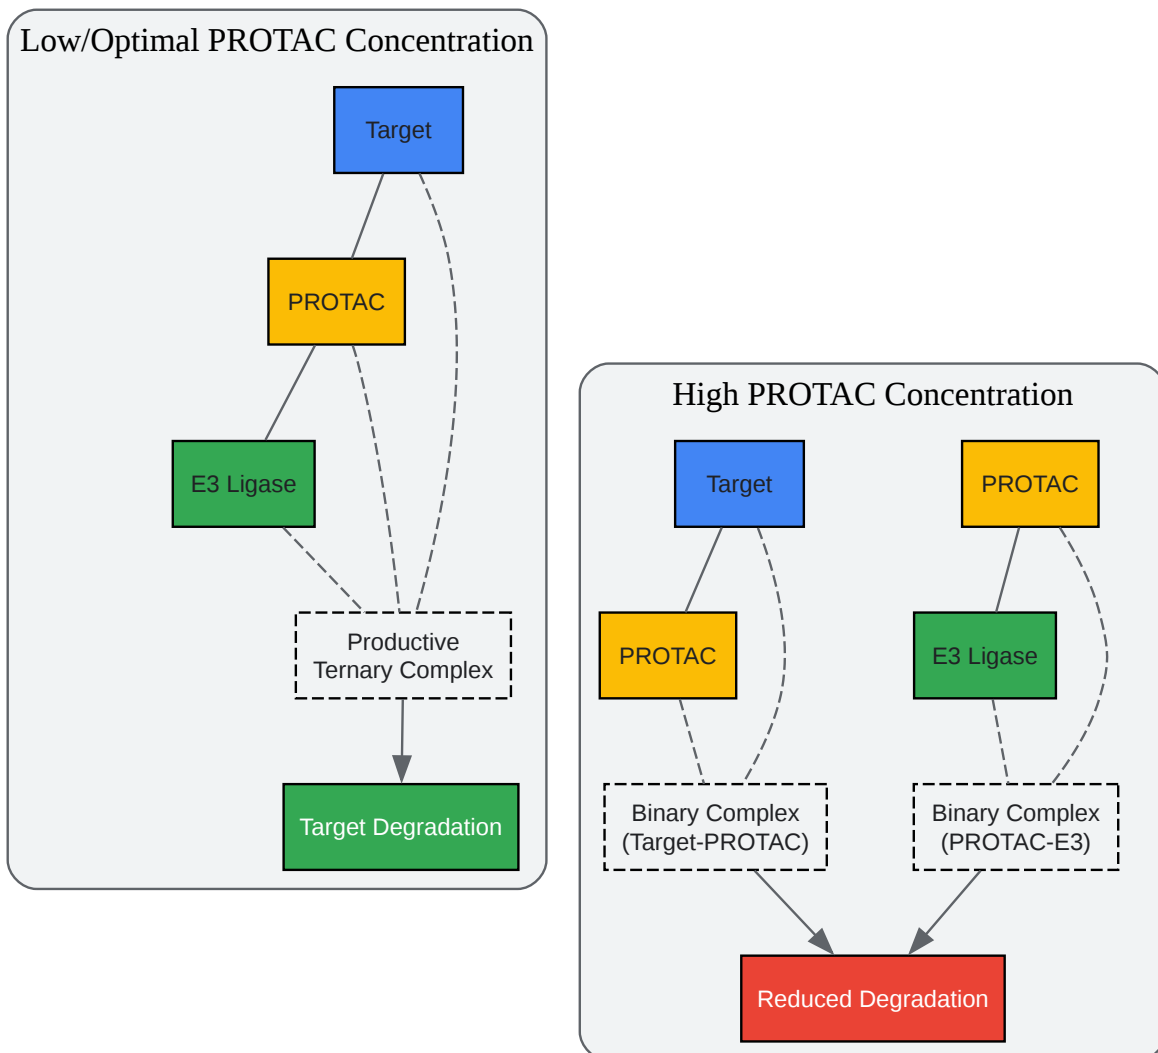 Low/Optimal PROTAC Concentration
Target
PROTAC
E3 Ligase
Productive
Ternary Complex
Target Degradation
High PROTAC Concentration
Target
PROTAC
PROTAC
E3 Ligase
Binary Complex
(Target-PROTAC)
Binary Complex
(PROTAC-E3)
Reduced Degradation